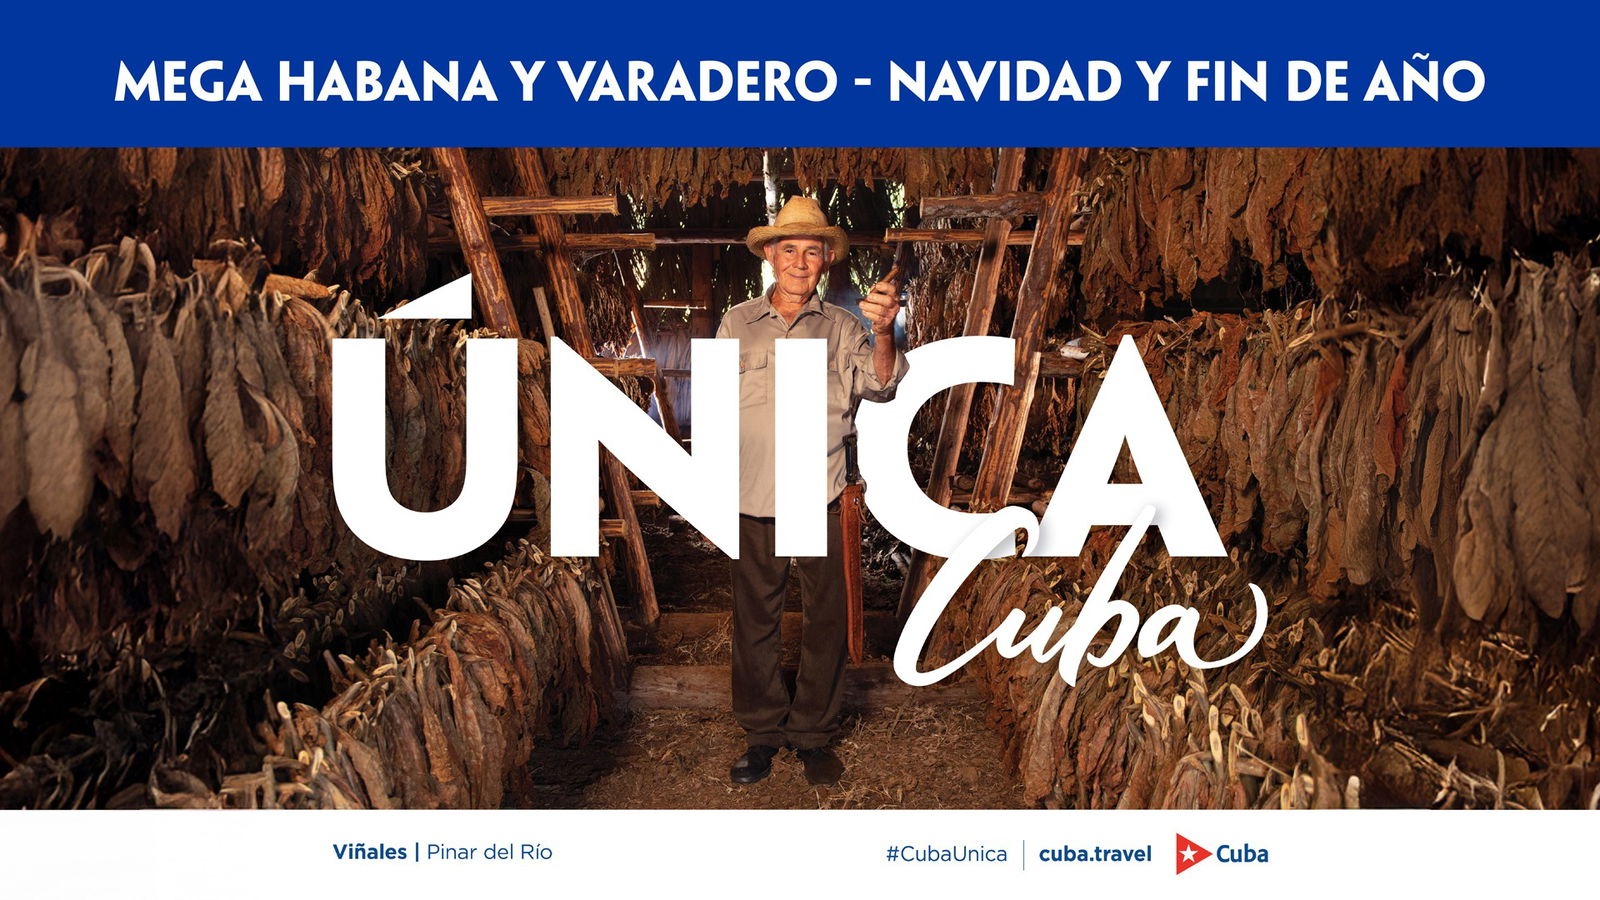 MEGA HABANA Y VARADERO - NAVIDAD Y FIN DE AÑO
ÚNICA
Cuba
Viñales | Pinar del Río
#CubaUnica | cuba.travel Cuba